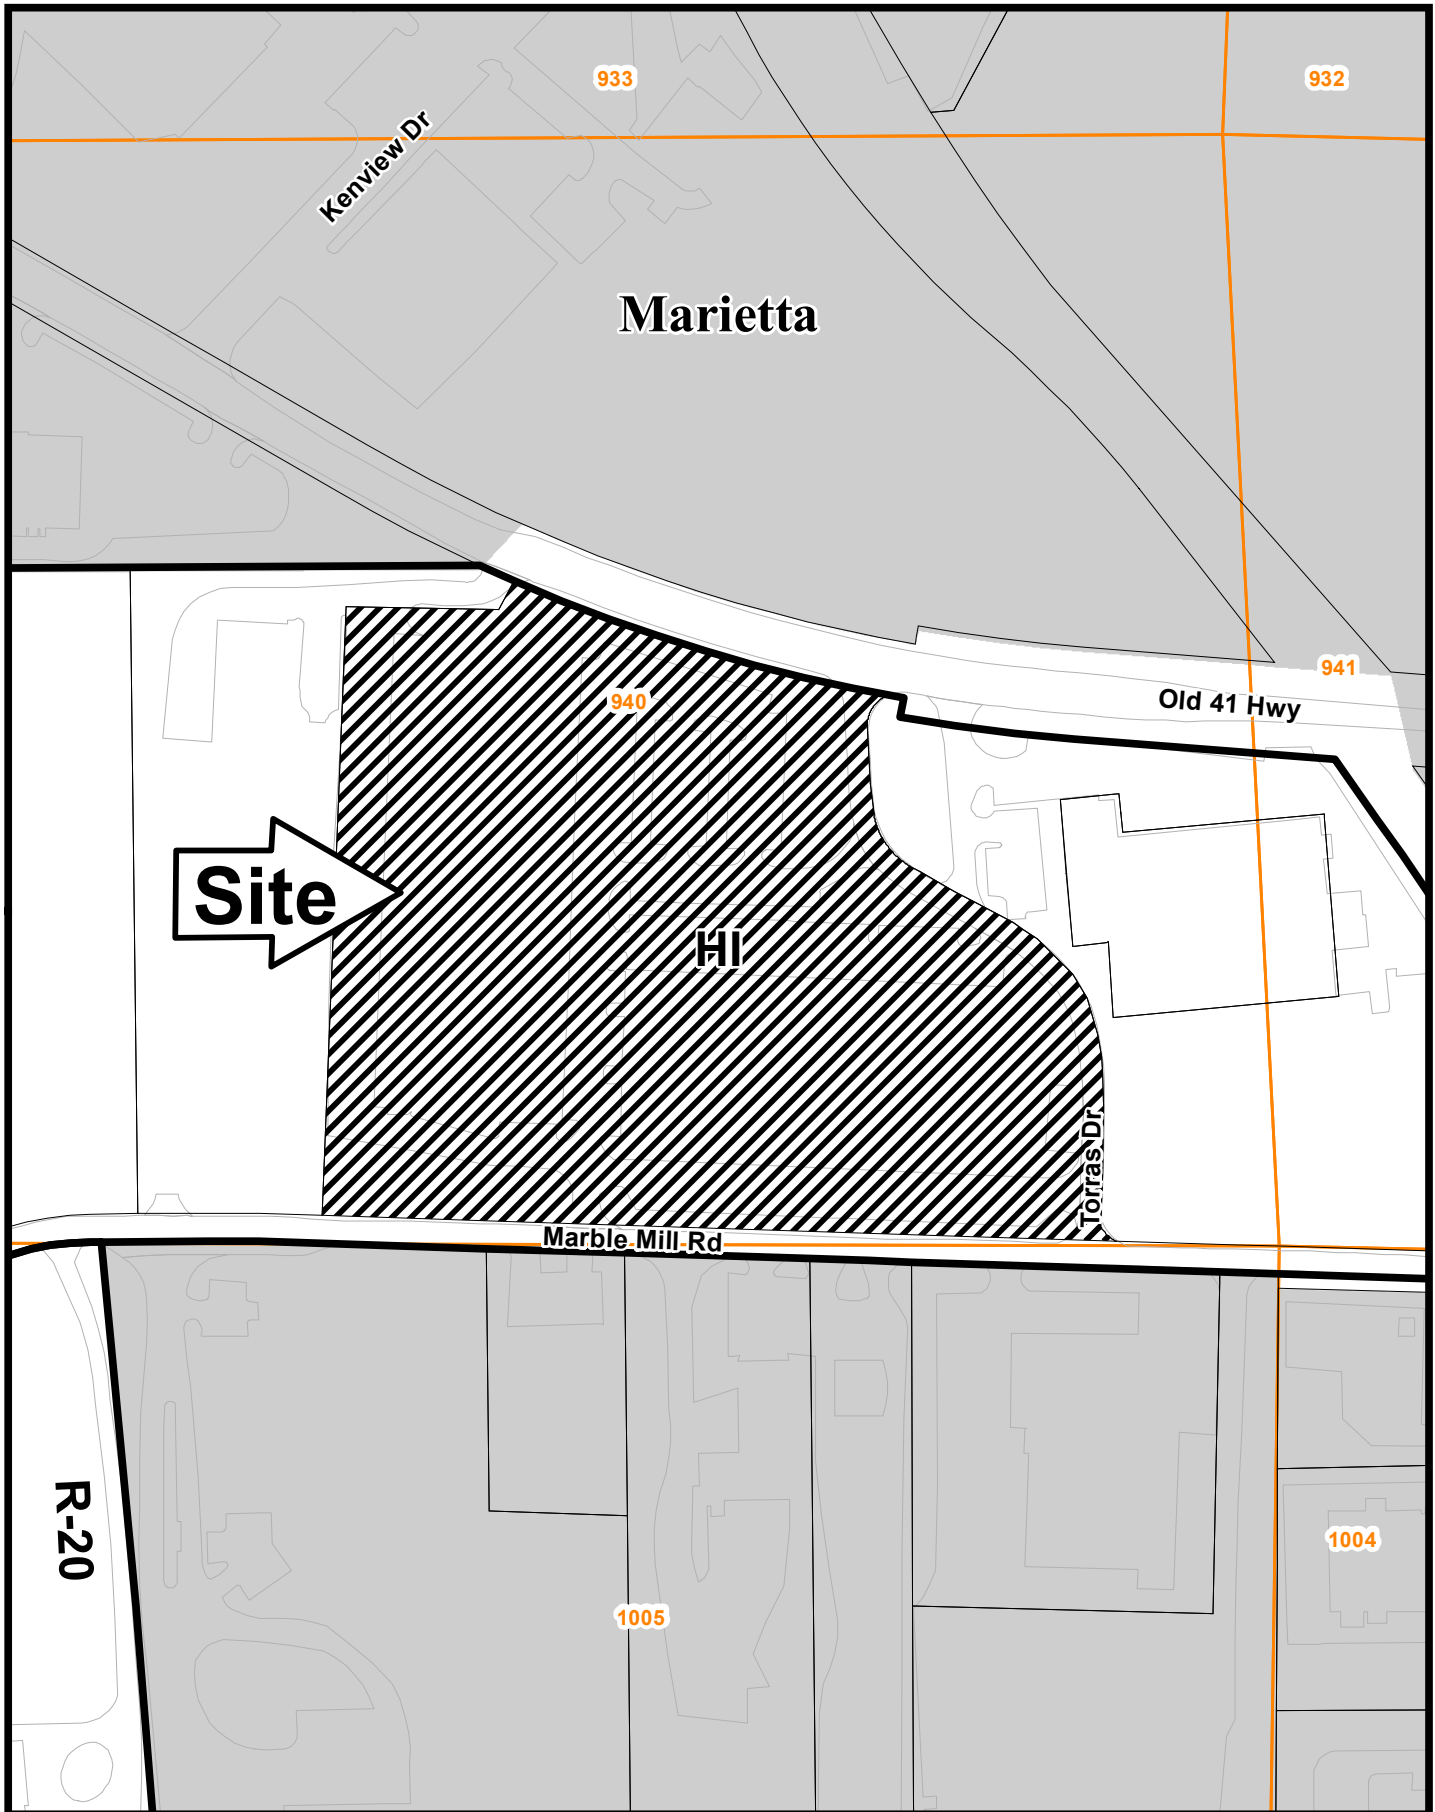 933
932
Kenview Dr
Marietta
941
940
Old 41 Hwy
Site
HI
Torras Dr
Marble Mill Rd
R-20
1004
1005